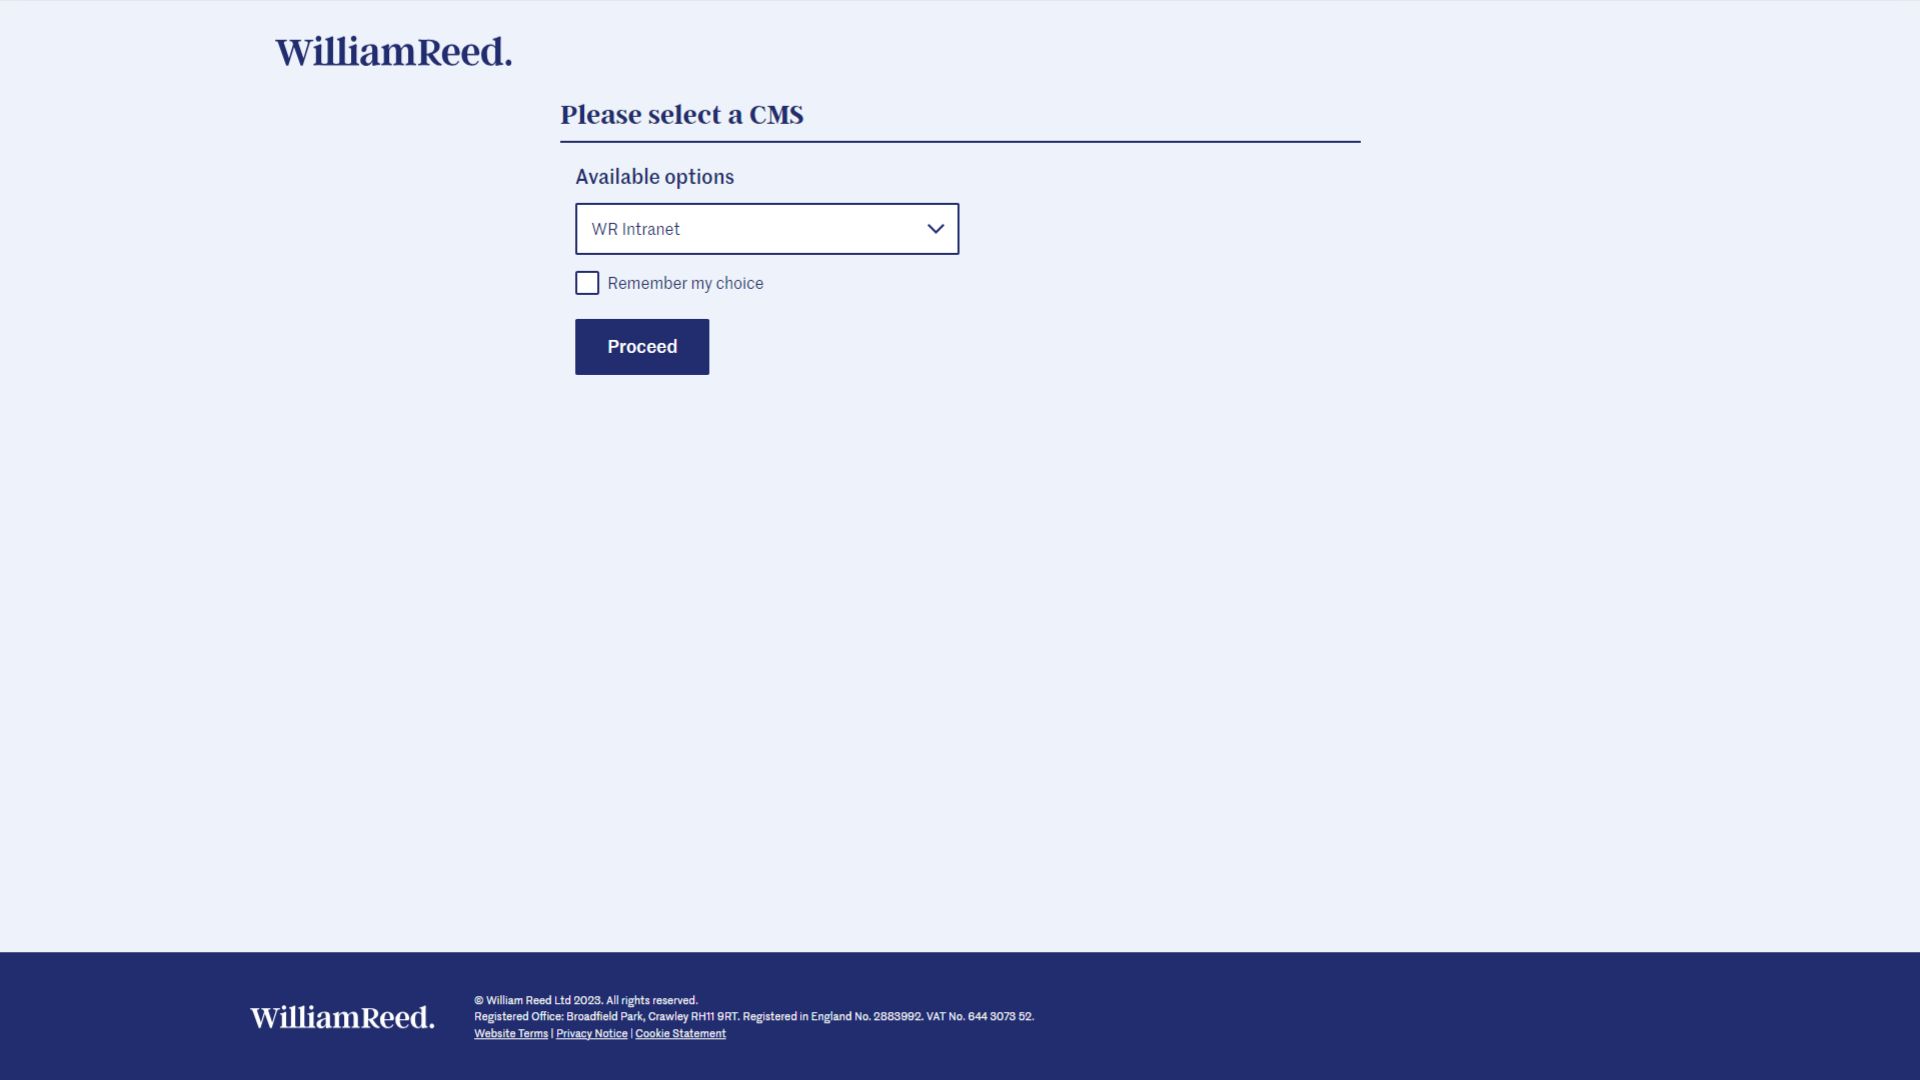 WilliamReed.
Please select a CMS
Available options
WR Intranet
Remember my choice
Proceed
WilliamReed.
© William Reed Ltd 2023. All rights reserved.
Registered Office: Broadfield Park, Crawley RH11 9RT. Registered in England No. 2883992. VAT No. 644 3073 52.
Website Terms | Privacy Notice | Cookie Statement